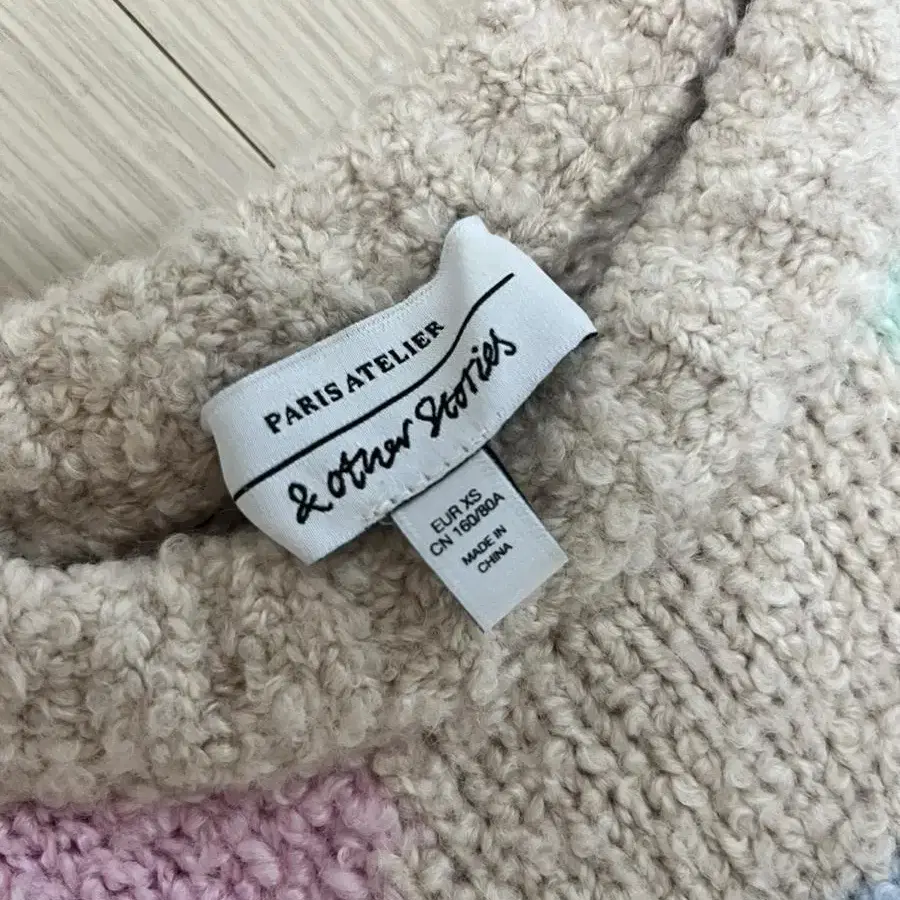 PARIS ATELIER
& Other Stories
EUR XS
CN 160/80A
MADE IN
CHINA